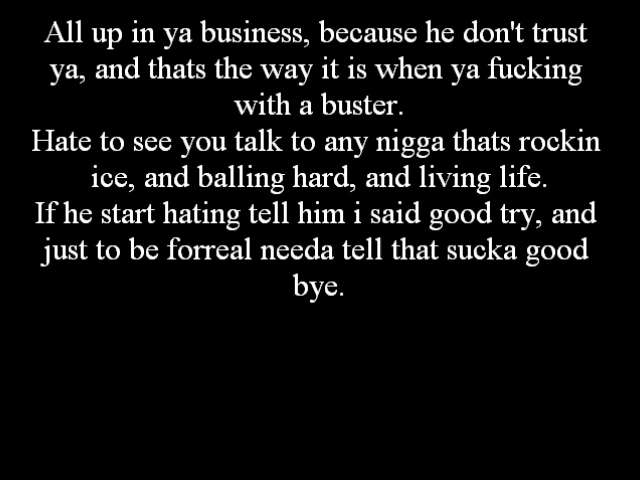 All up in ya business, because he don't trust
ya, and thats the way it is when ya fucking
with a buster.
Hate to see you talk to any nigga thats rockin
ice, and balling hard, and living life.
If he start hating tell him i said good try, and
just to be forreal needa tell that sucka good
bye.